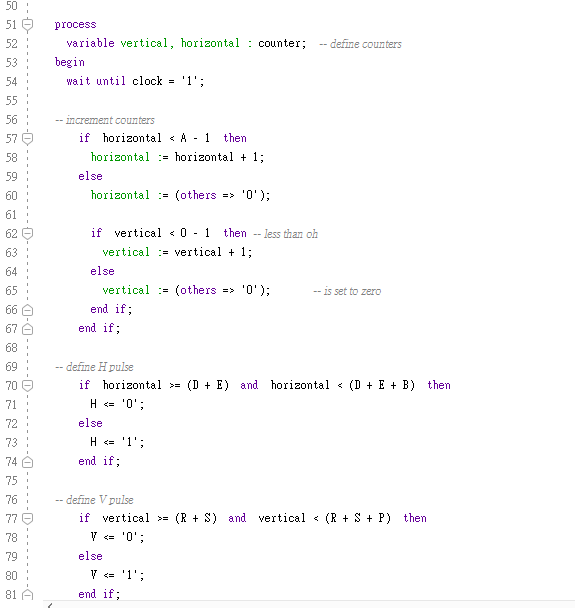 50
51 process
52 variable vertical, horizontal : counter; -- define counters
53 begin
54 wait until clock = '1';
55
56 -- increment counters
57 if horizontal < A - 1 then
58 horizontal := horizontal + 1;
59 else
60 horizontal := (others => '0');
61
62 if vertical < O - 1 then -- less than oh
63 vertical := vertical + 1;
64 else
65 vertical := (others => '0'); -- is set to zero
66 end if;
67 end if;
68
69 -- define H pulse
70 if horizontal >= (D + E) and horizontal < (D + E + B) then
71 H <= '0';
72 else
73 H <= '1';
74 end if;
75
76 -- define V pulse
77 if vertical >= (R + S) and vertical < (R + S + P) then
78 V <= '0';
79 else
80 V <= '1';
81 end if;